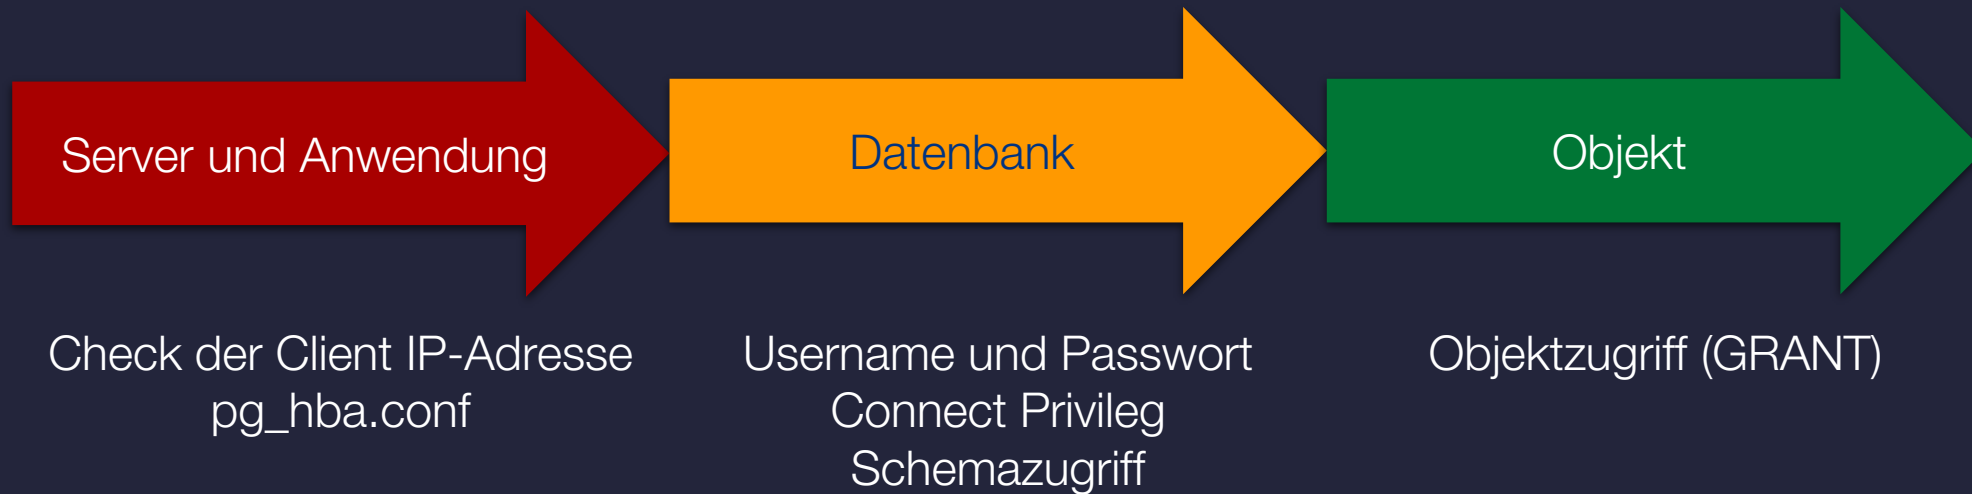 Server und Anwendung
Datenbank
Objekt
Check der Client IP-Adresse
pg_hba.conf
Username und Passwort
Connect Privileg
Schemazugriff
Objektzugriff (GRANT)